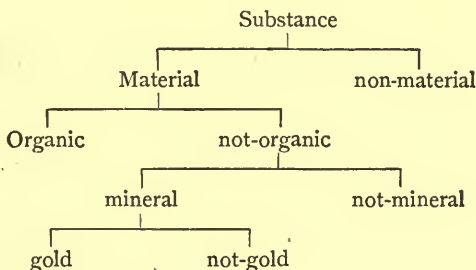 Substance
Material non-material
Organic not-organic
mineral not-mineral
gold not-gold